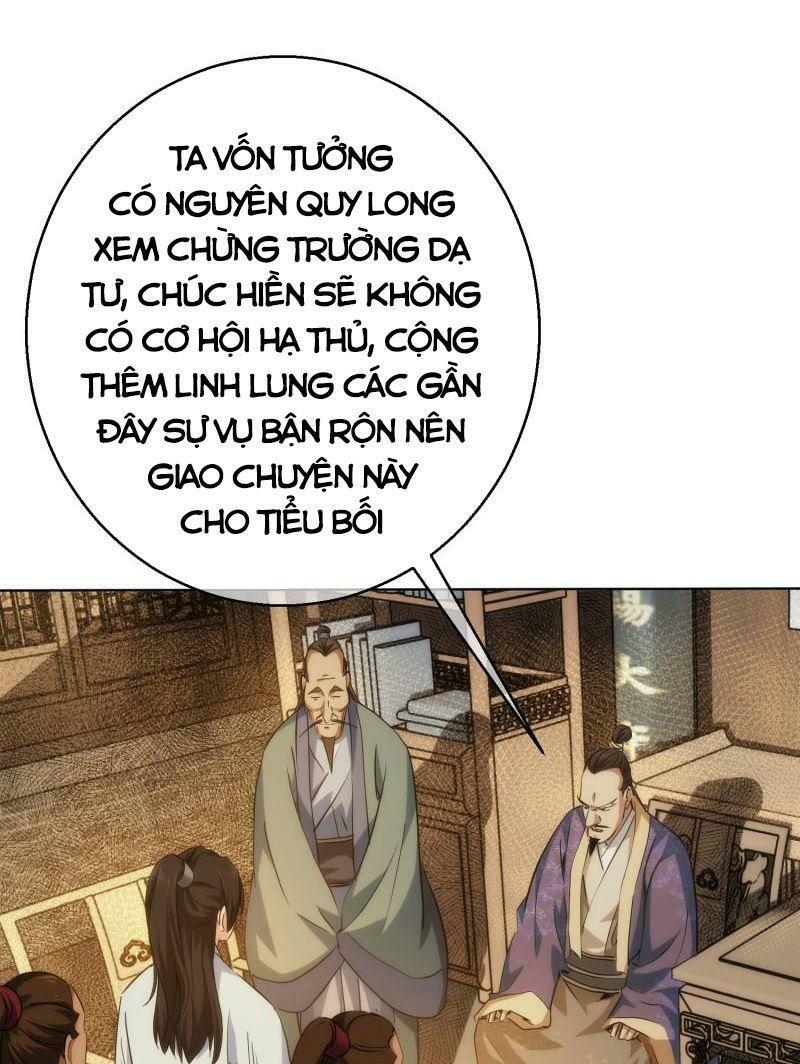 TA VỐN TƯỞNG
CÓ NGUYÊN QUY LONG
XEM CHỪNG TRƯỜNG DẠ
TƯ, CHÚC HIỀN SẼ KHÔNG
CÓ CƠ HỘI HẠ THỦ, CỘNG
THÊM LINH LUNG CÁC GẦN
ĐÂY SỰ VỤ BẬN RỘN NÊN
GIAO CHUYỆN NÀY
CHO TIỂU BỐI